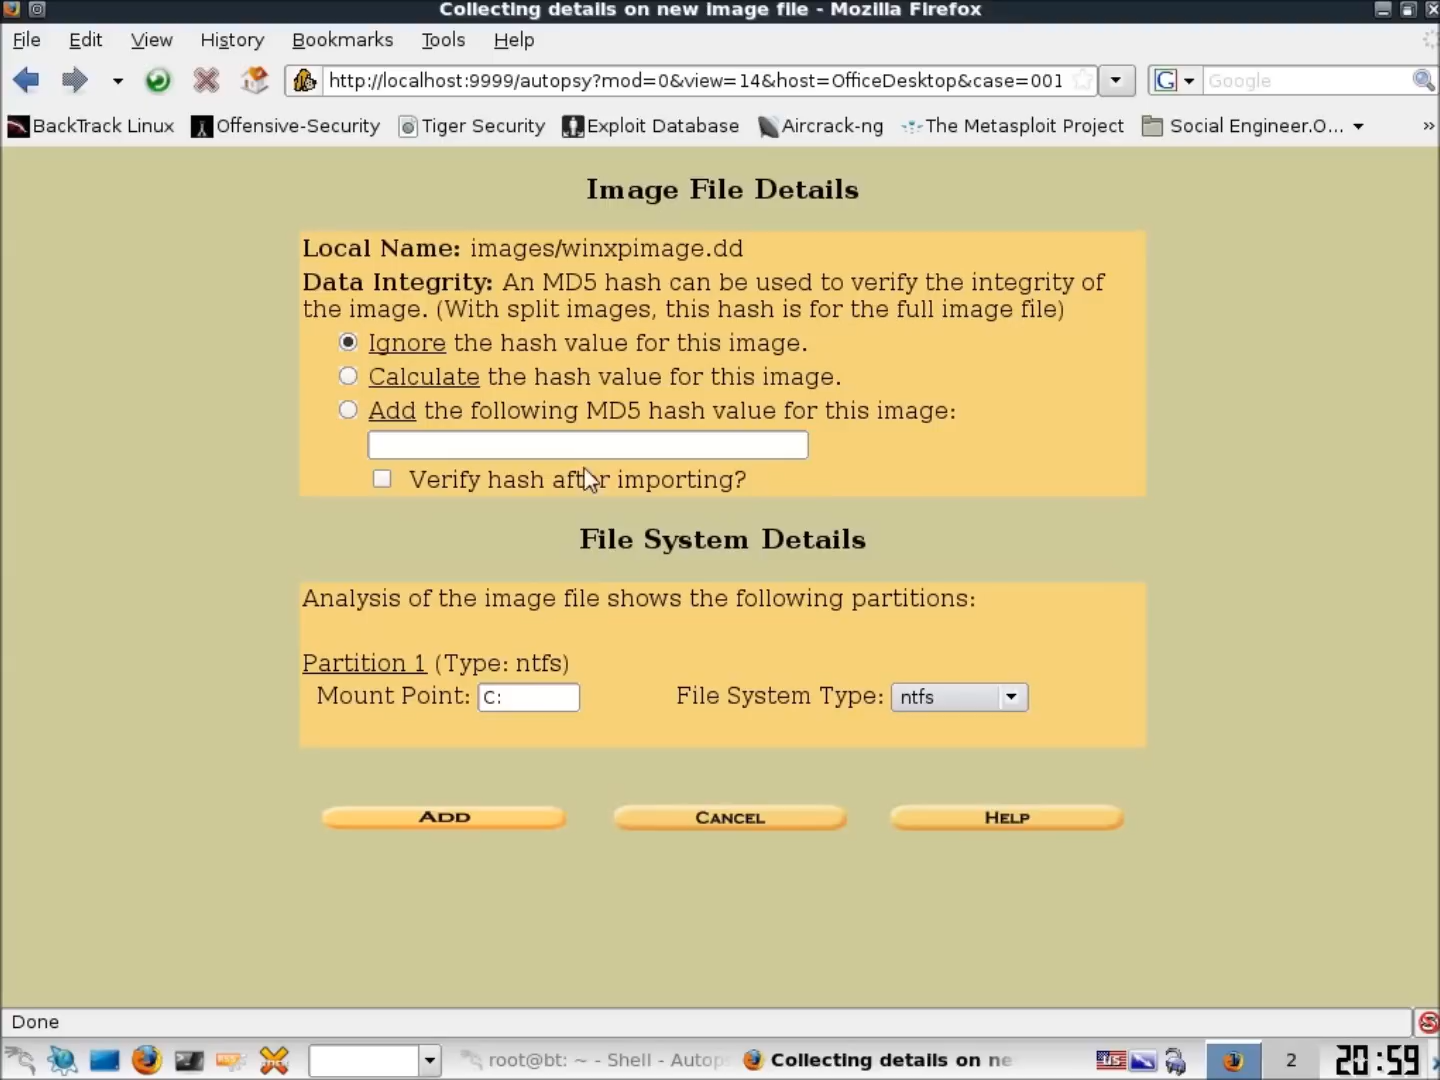 Collecting details on new image file - Mozilla Firefox
File Edit View History Bookmarks Tools Help
http://localhost:9999/autopsy?mod=0&view=14&host=OfficeDesktop&case=001
G Google
BackTrack Linux Offensive-Security Tiger Security Exploit Database Aircrack-ng The Metasploit Project Social Engineer.O... »
Image File Details
Local Name: images/winxpimage.dd
Data Integrity: An MD5 hash can be used to verify the integrity of
the image. (With split images, this hash is for the full image file)
Ignore the hash value for this image.
Calculate the hash value for this image.
Add the following MD5 hash value for this image:
Verify hash after importing?
File System Details
Analysis of the image file shows the following partitions:
Partition 1 (Type: ntfs)
Mount Point: C: File System Type: ntfs
ADD CANCEL HELP
Done
root@bt: ~ - Shell - Autop Collecting details on ne US 2 20:59